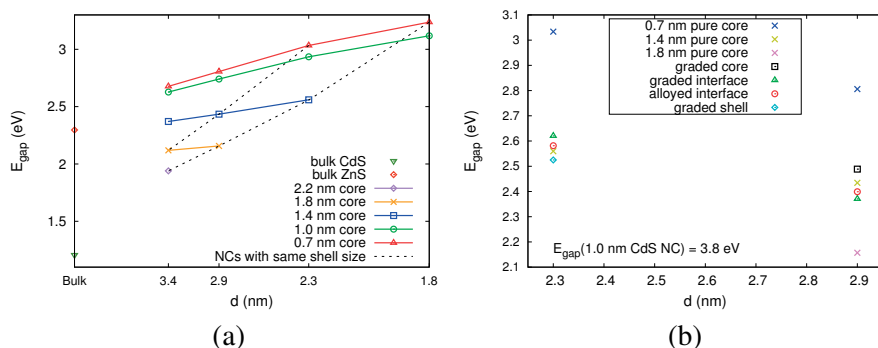 3
2.5
2
1.5
1
E_gap (eV)
Bulk
3.4
2.9
2.3
1.8
d (nm)
bulk CdS
bulk ZnS
2.2 nm core
1.8 nm core
1.4 nm core
1.0 nm core
0.7 nm core
NCs with same shell size
(a)
3.1
3
2.9
2.8
2.7
2.6
2.5
2.4
2.3
2.2
2.1
E_gap (eV)
0.7 nm pure core
1.4 nm pure core
1.8 nm pure core
graded core
graded interface
alloyed interface
graded shell
E_gap(1.0 nm CdS NC) = 3.8 eV
2.3
2.4
2.5
2.6
2.7
2.8
2.9
d (nm)
(b)